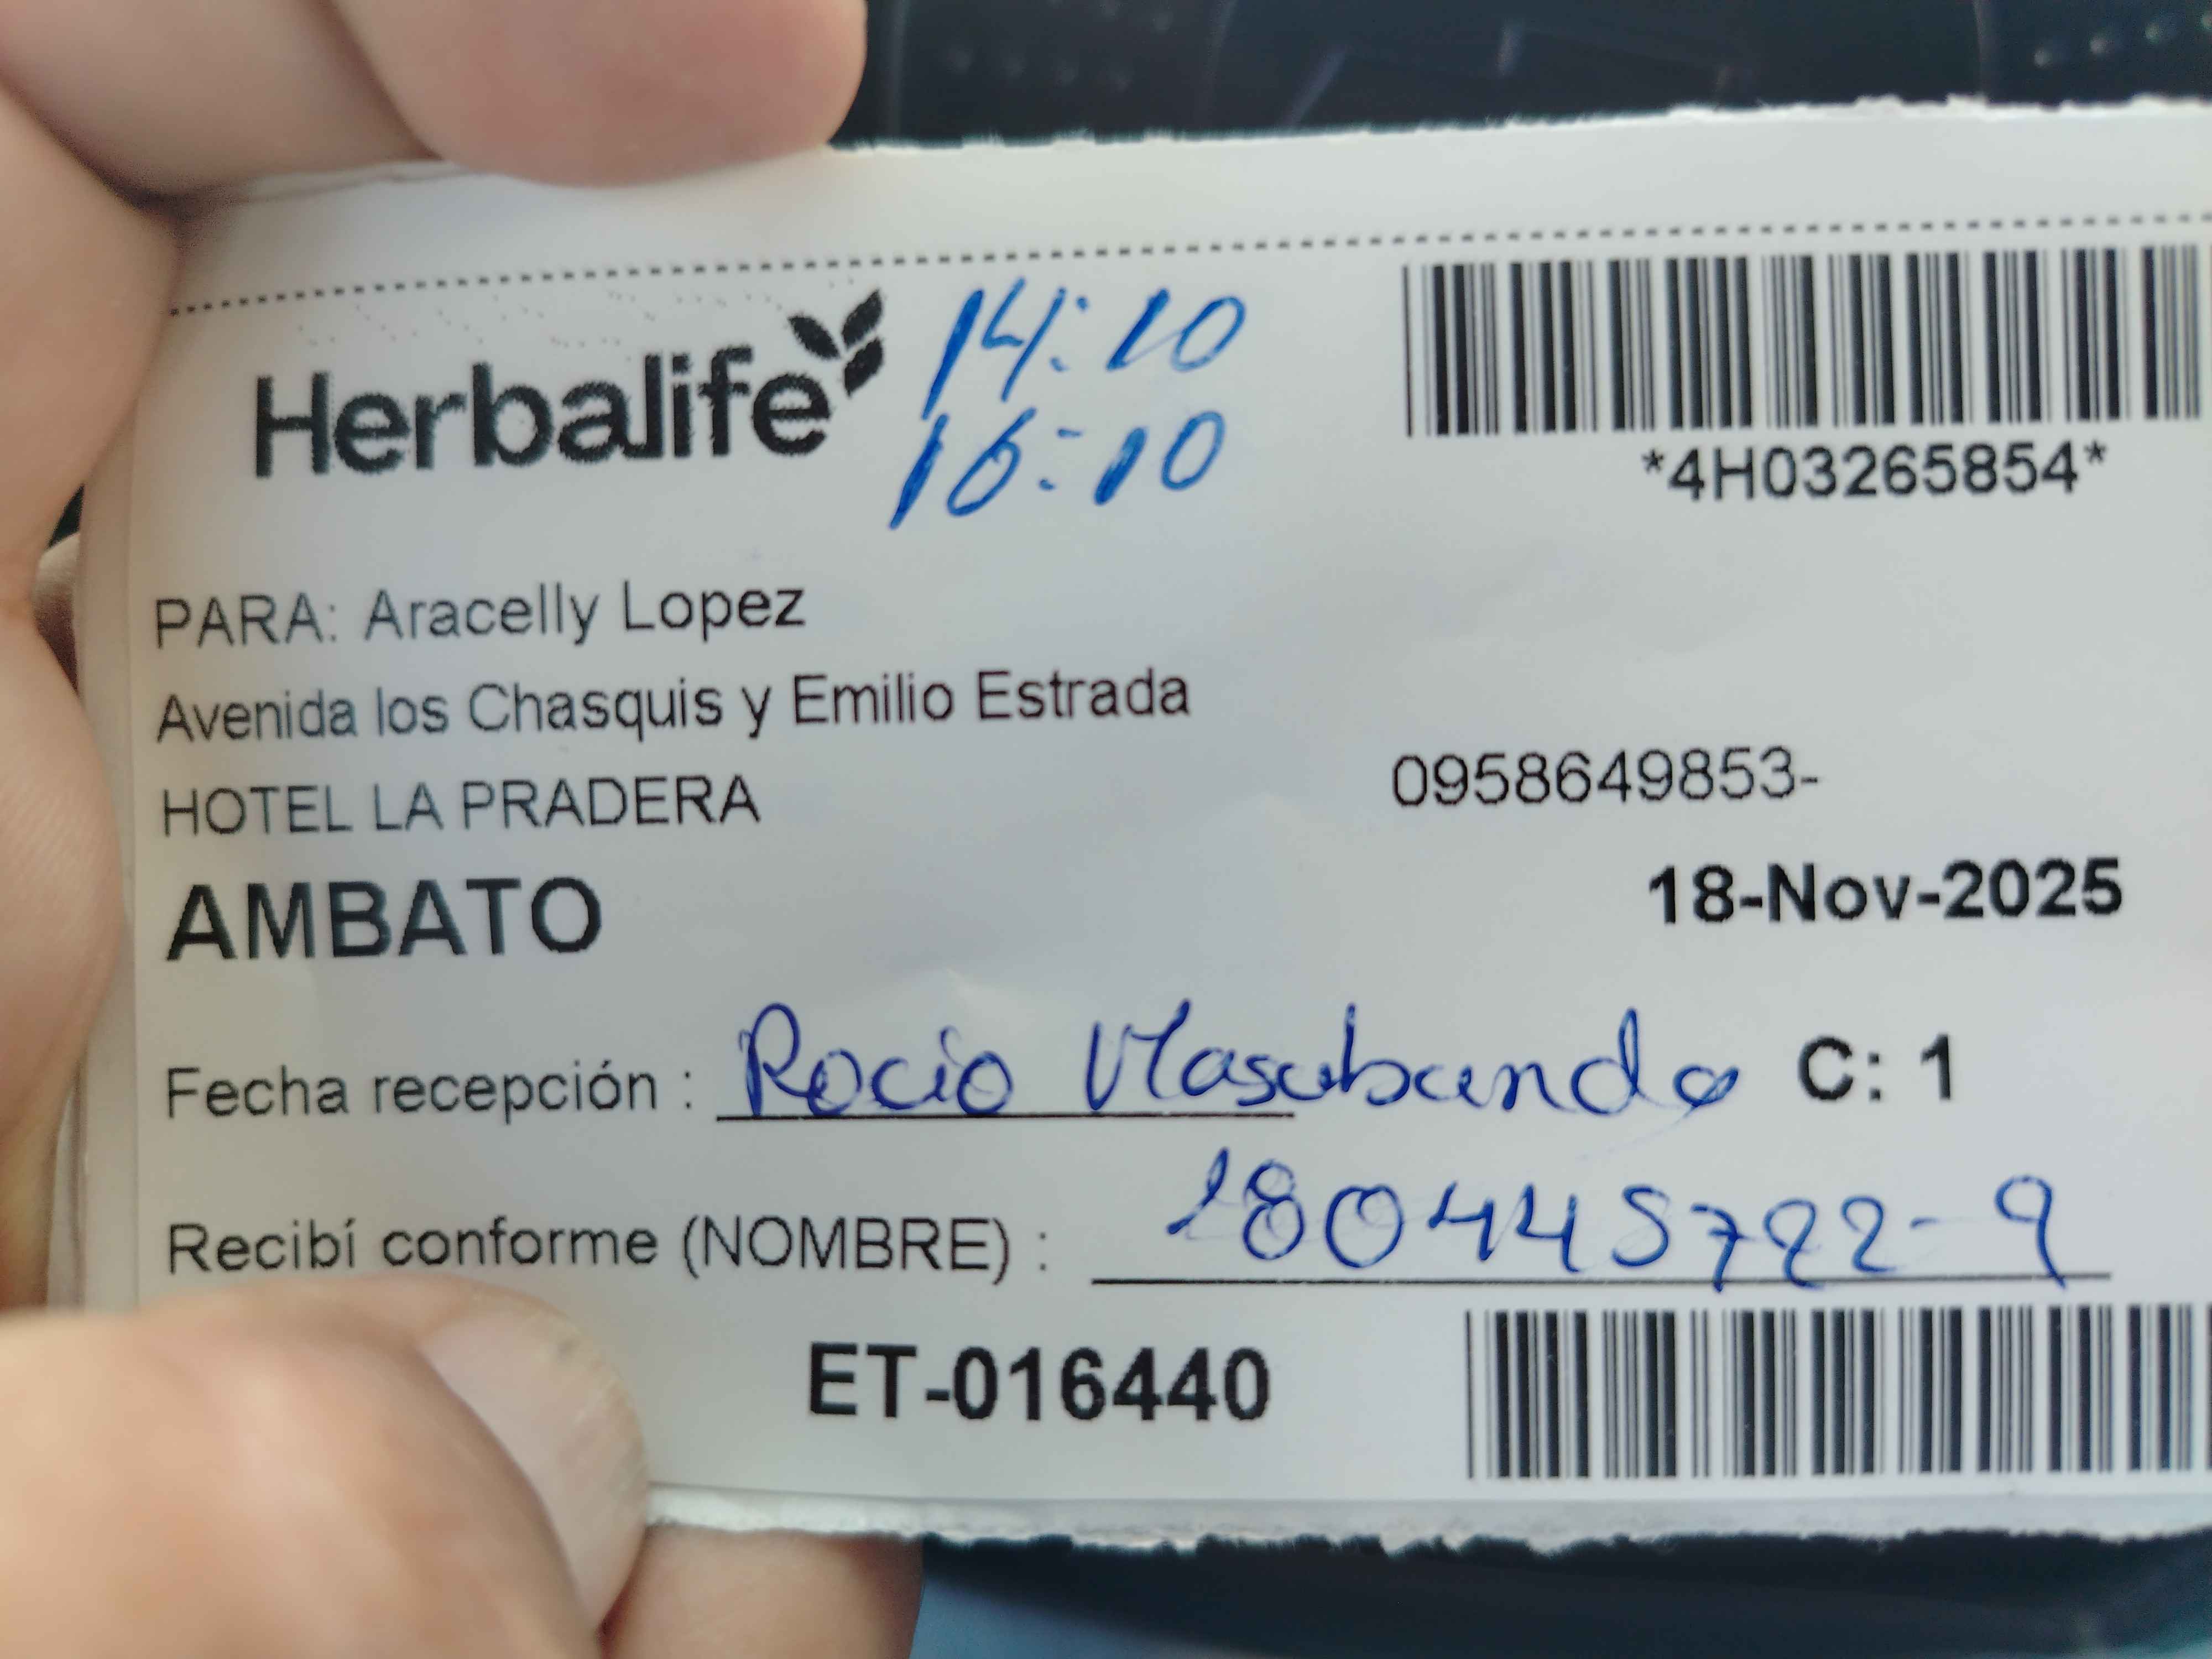 Herbalife 14:10
16:10
*4H03265854*
PARA: Aracelly Lopez
Avenida los Chasquis y Emilio Estrada
HOTEL LA PRADERA 0958649853-
AMBATO 18-Nov-2025
Fecha recepción : Rocio Masabanda C: 1
Recibí conforme (NOMBRE) : 180445722-9
ET-016440